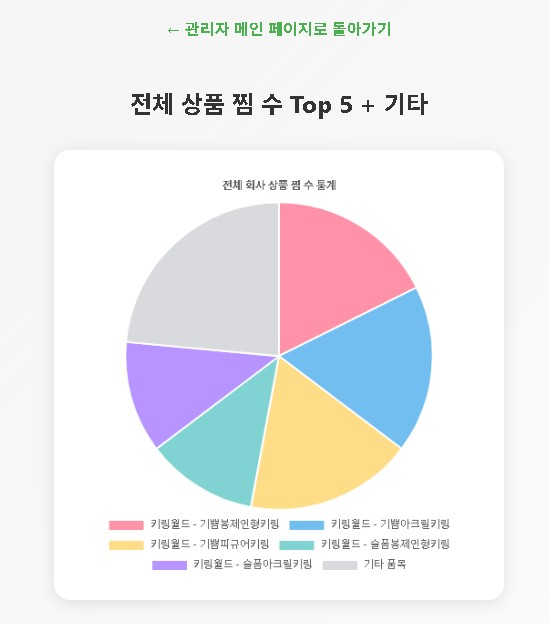 ← 관리자 메인 페이지로 돌아가기
전체 상품 찜 수 Top 5 + 기타
전체 회사 상품 찜 수 통계
키링월드 - 기쁨봉제인형키링 키링월드 - 기쁨아크릴키링
키링월드 - 기쁨피규어키링 키링월드 - 슬픔봉제인형키링
키링월드 - 슬픔아크릴키링 기타 품목